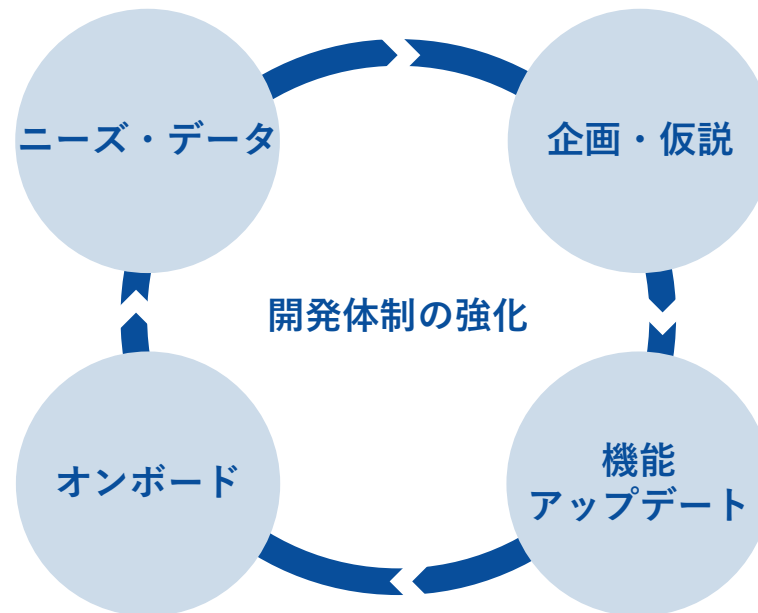 ニーズ・データ
企画・仮説
開発体制の強化
オンボード
機能
アップデート